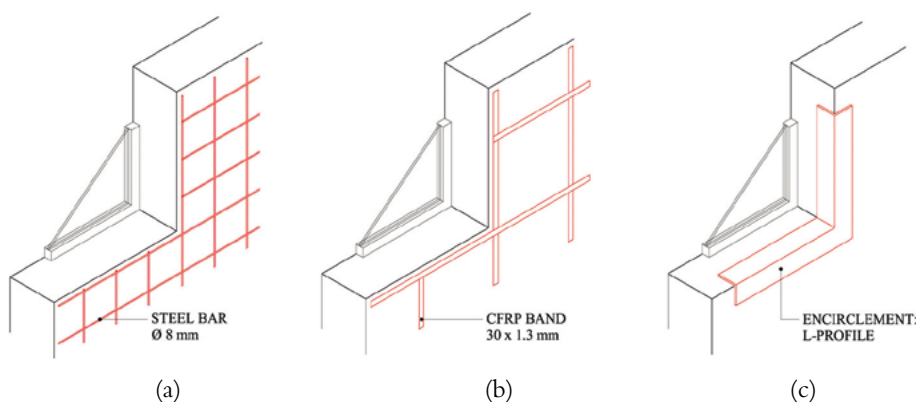 STEEL BAR
Ø 8 mm
CFRP BAND
30 x 1.3 mm
ENCIRCLEMENT:
L-PROFILE
(a)
(b)
(c)